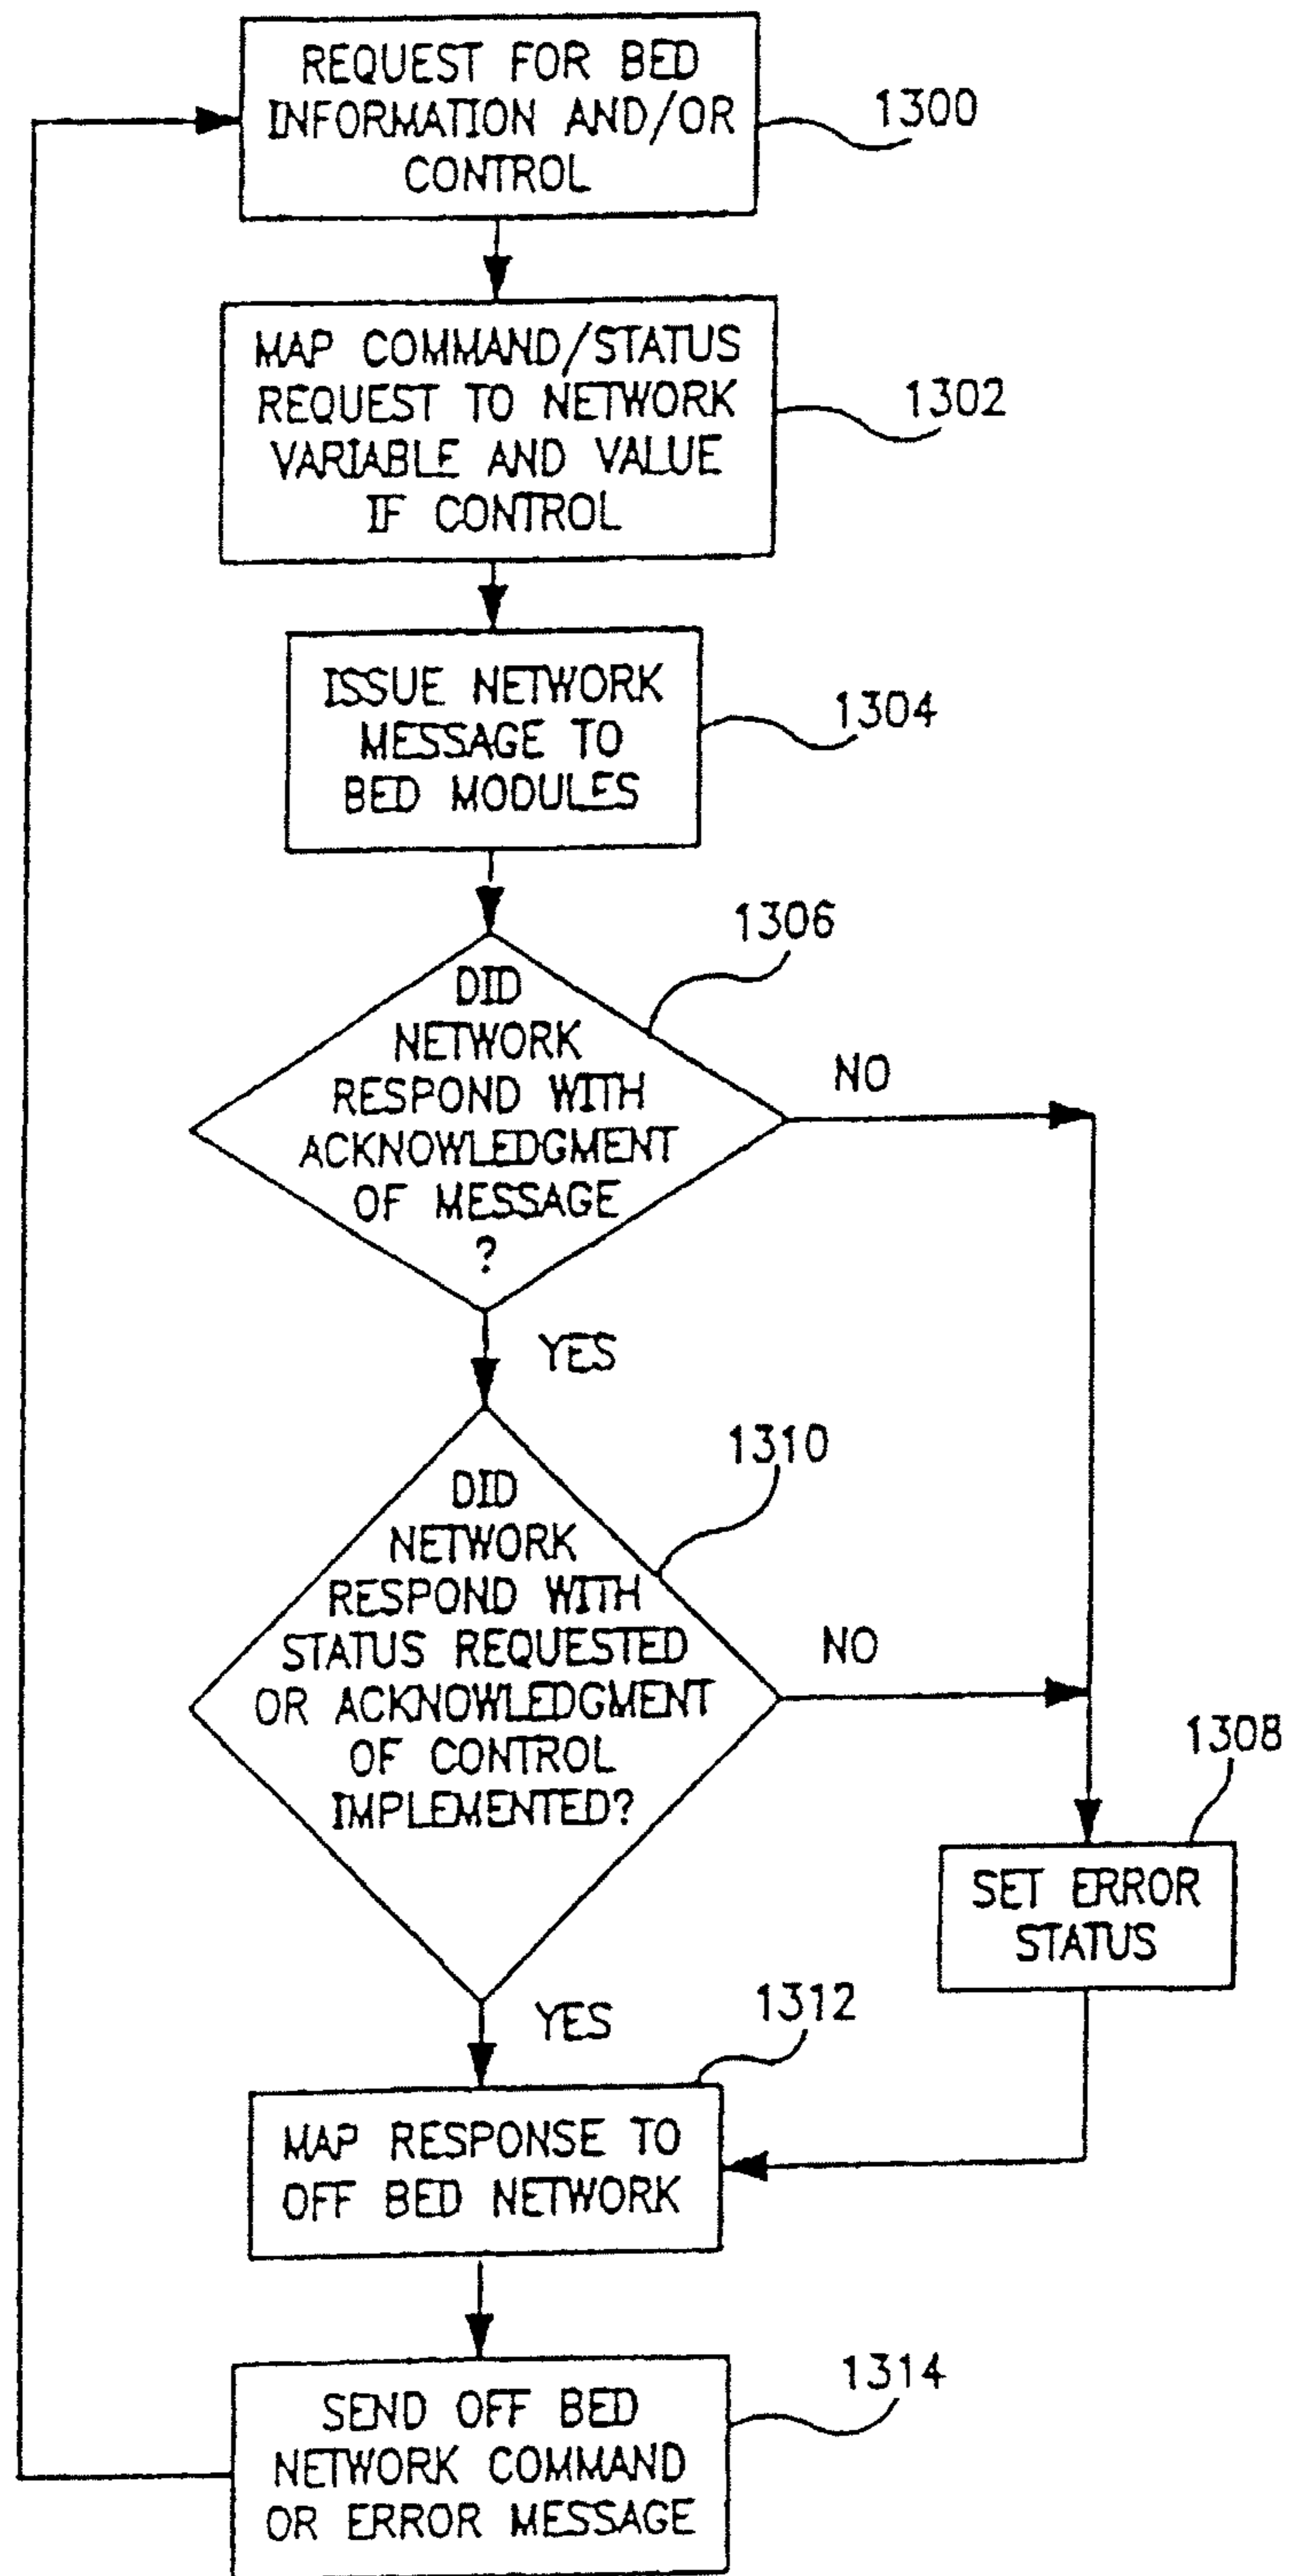 REQUEST FOR BED
INFORMATION AND/OR
CONTROL
1300
MAP COMMAND/STATUS
REQUEST TO NETWORK
VARIABLE AND VALUE
IF CONTROL
1302
ISSUE NETWORK
MESSAGE TO
BED MODULES
1304
1306
DID
NETWORK
RESPOND WITH
ACKNOWLEDGMENT
OF MESSAGE
?
NO
YES
1310
DID
NETWORK
RESPOND WITH
STATUS REQUESTED
OR ACKNOWLEDGMENT
OF CONTROL
IMPLEMENTED?
NO
1308
SET ERROR
STATUS
YES
1312
MAP RESPONSE TO
OFF BED NETWORK
1314
SEND OFF BED
NETWORK COMMAND
OR ERROR MESSAGE